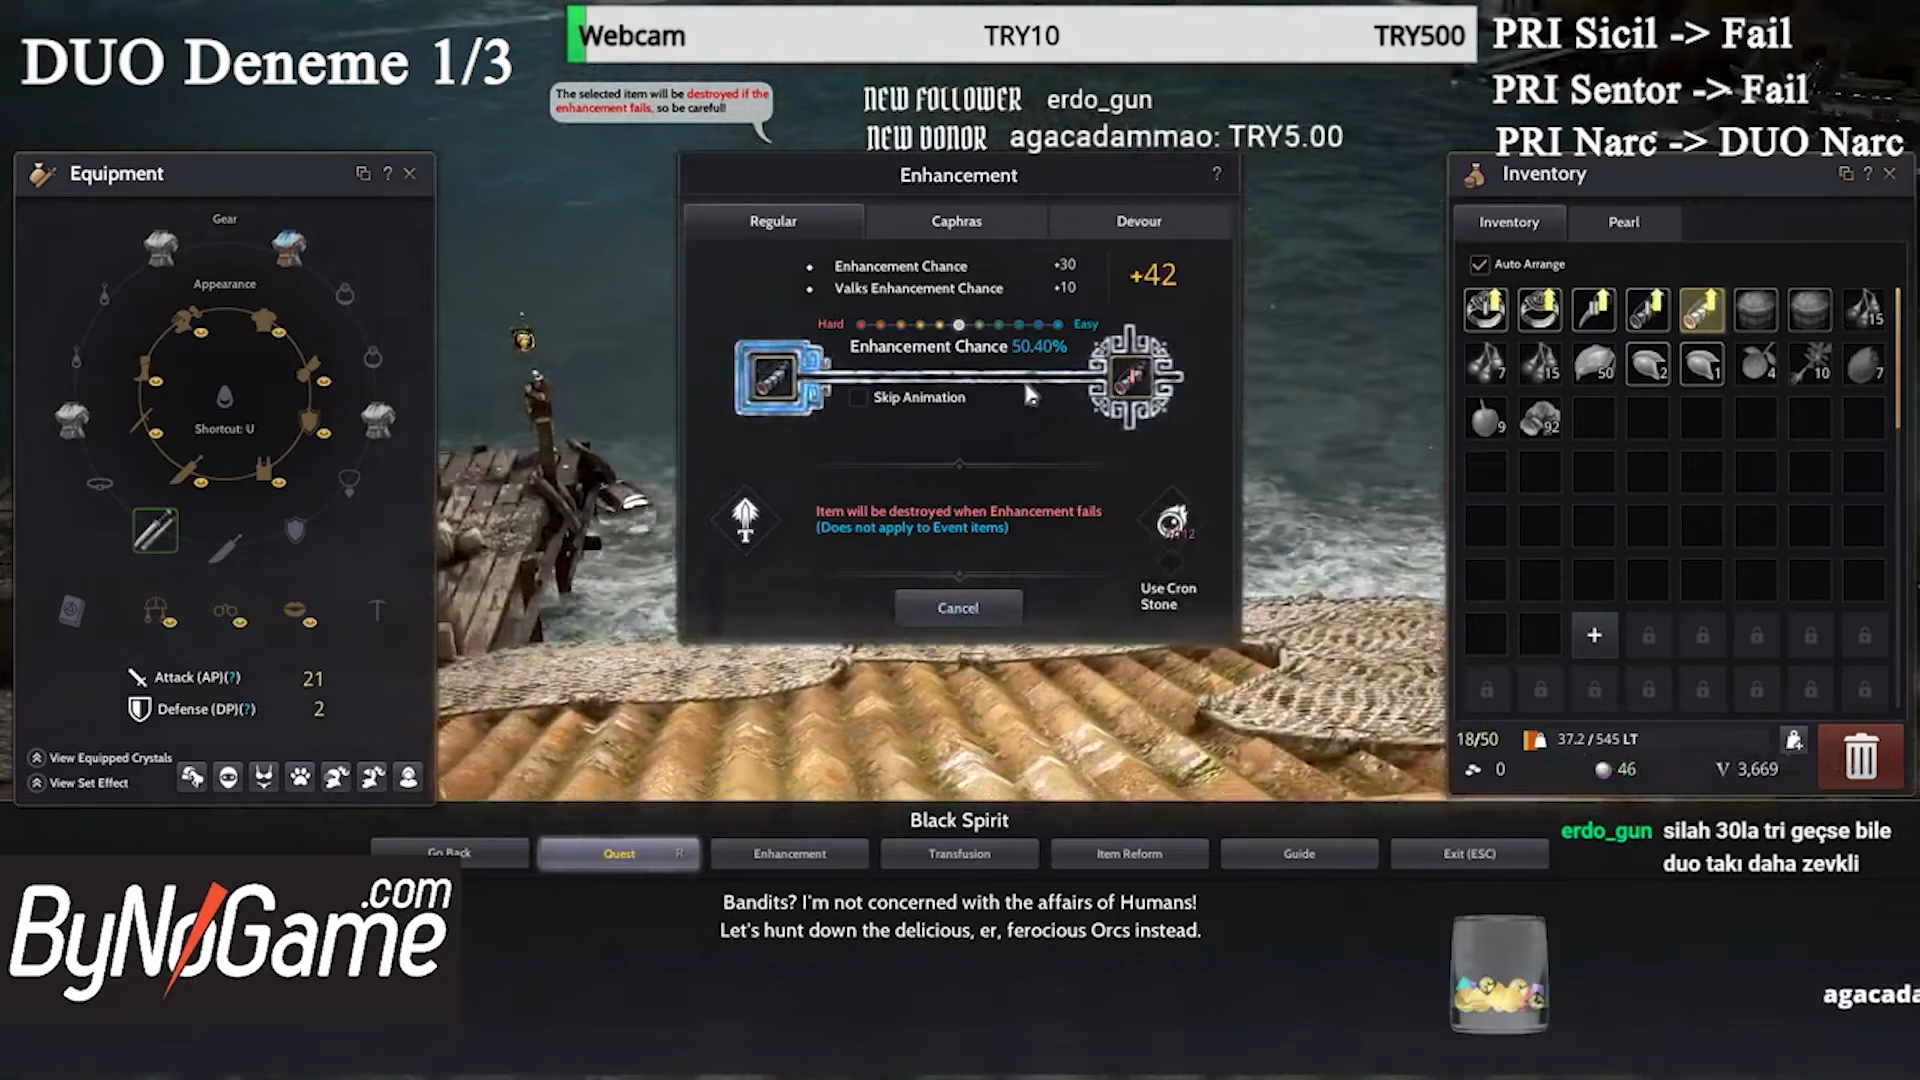 DUO Deneme 1/3
Webcam TRY10 TRY500
PRI Sicil -> Fail
PRI Sentor -> Fail
PRI Narc -> DUO Narc
The selected item will be destroyed if the
enhancement fails, so be careful!
NEW FOLLOWER erdo_gun
NEW DONOR agacadammao: TRY5.00
Equipment
?
Gear
Appearance
Shortcut: U
Attack (AP)(?) 21
Defense (DP)(?) 2
View Equipped Crystals
View Set Effect
Enhancement
?
Regular Caphras Devour
Enhancement Chance +30
Valks Enhancement Chance +10
+42
Hard Easy
Enhancement Chance 50.40%
Skip Animation
Item will be destroyed when Enhancement fails
(Does not apply to Event items)
Use Cron
Stone
Cancel
Inventory
?
Inventory Pearl
Auto Arrange
15
7 15 50 2 1 4 10 7
9 92
+
18/50 37.2 / 545 LT
0 46 V 3,669
Black Spirit
Go Back Quest R Enhancement Transfusion Item Reform Guide Exit (ESC)
Bandits? I'm not concerned with the affairs of Humans!
Let's hunt down the delicious, er, ferocious Orcs instead.
erdo_gun silah 30la tri geçse bile
duo takı daha zevkli
ByNoGame.com
agacada